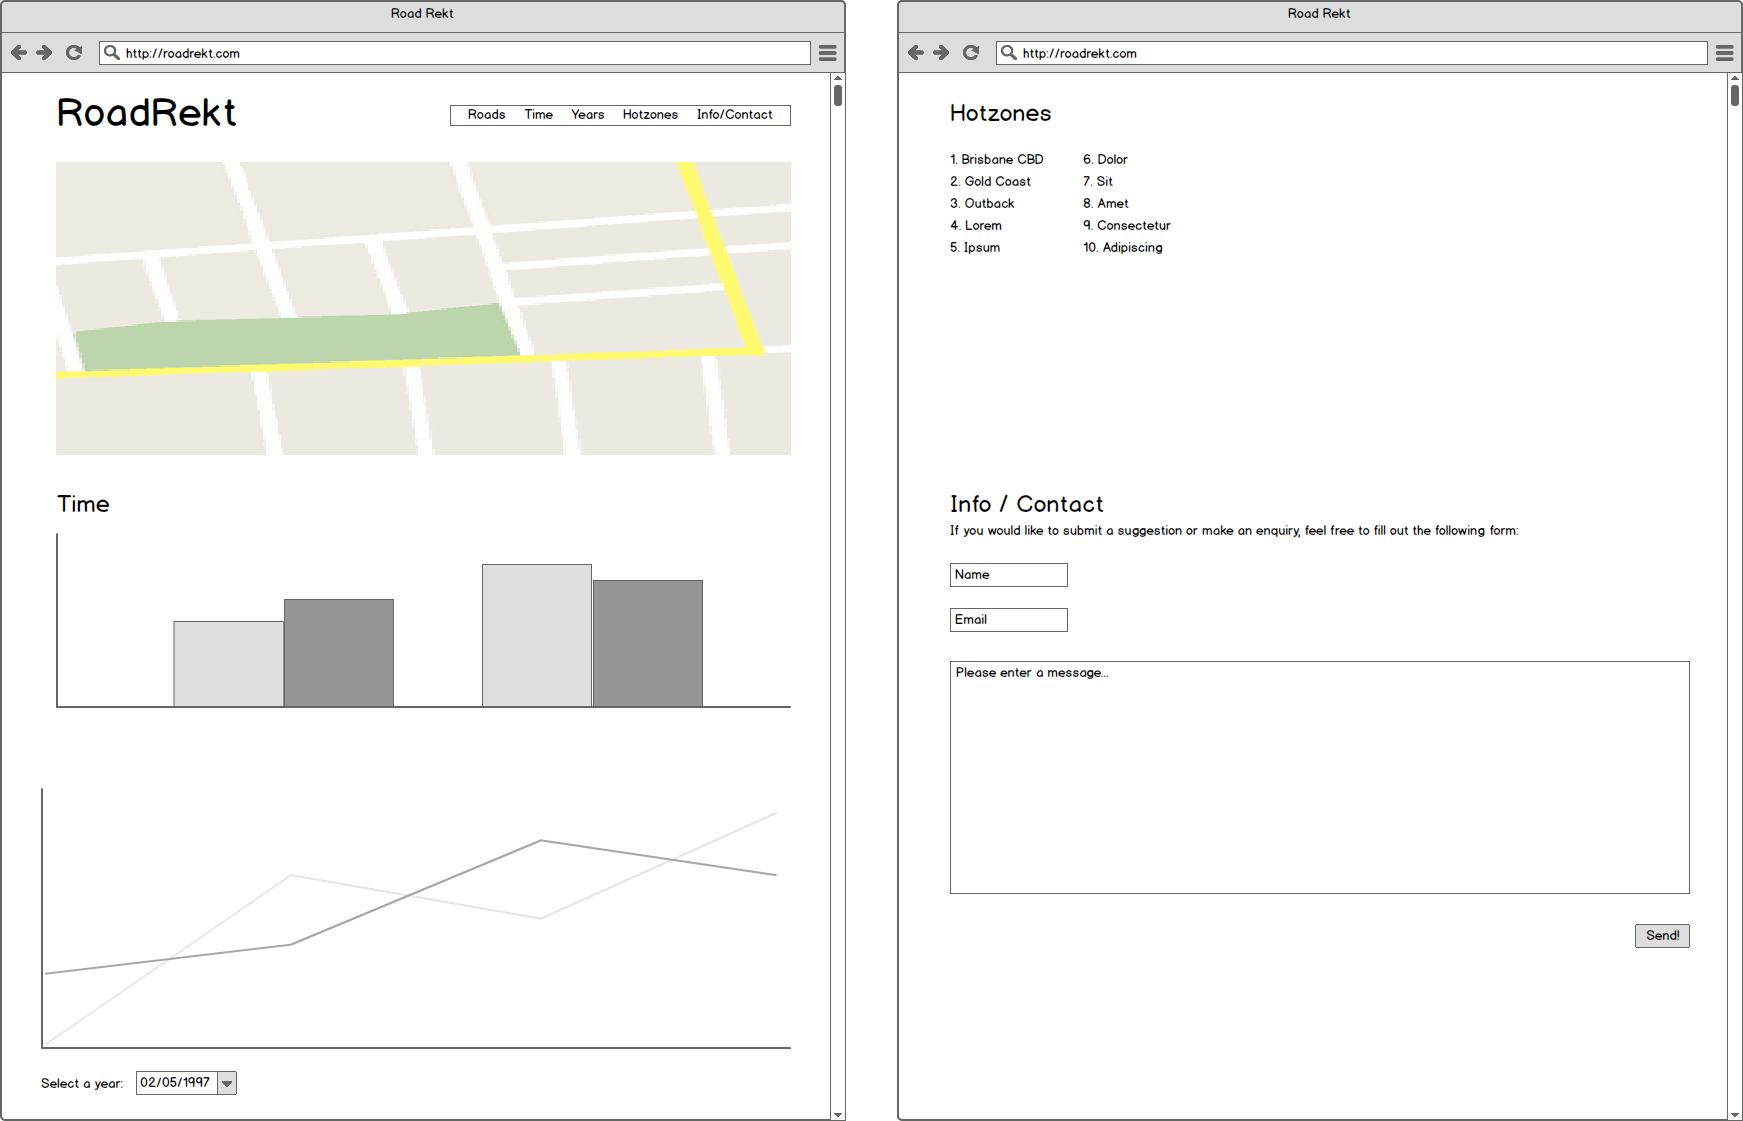 Road Rekt
http://roadrekt.com
RoadRekt
Roads Time Years Hotzones Info/Contact
Time
Select a year: 02/05/1997
Road Rekt
http://roadrekt.com
Hotzones
1. Brisbane CBD
2. Gold Coast
3. Outback
4. Lorem
5. Ipsum
6. Dolor
7. Sit
8. Amet
9. Consectetur
10. Adipiscing
Info / Contact
If you would like to submit a suggestion or make an enquiry, feel free to fill out the following form:
Name
Email
Please enter a message...
Send!